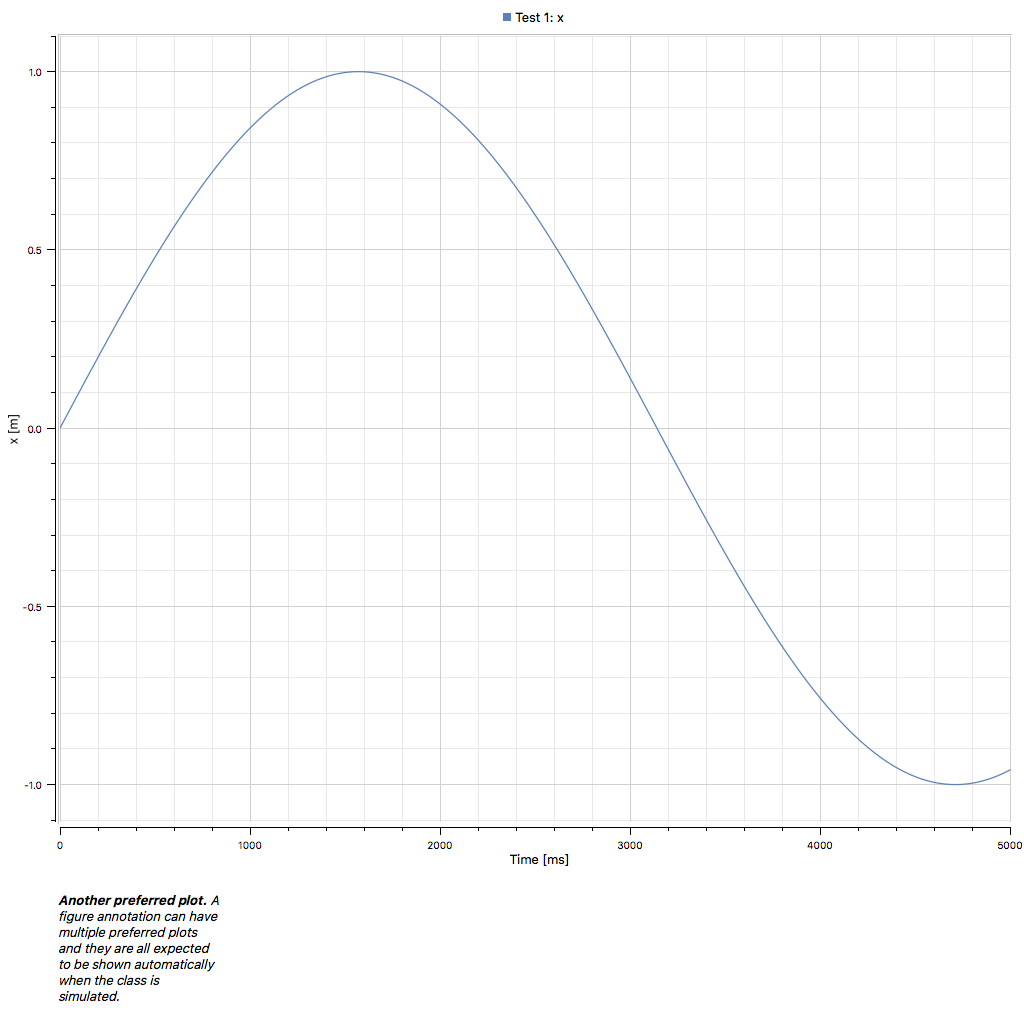 Test 1: x
1.0
0.5
0.0
-0.5
-1.0
x [m]
0 1000 2000 3000 4000 5000
Time [ms]
Another preferred plot. A
figure annotation can have
multiple preferred plots
and they are all expected
to be shown automatically
when the class is
simulated.